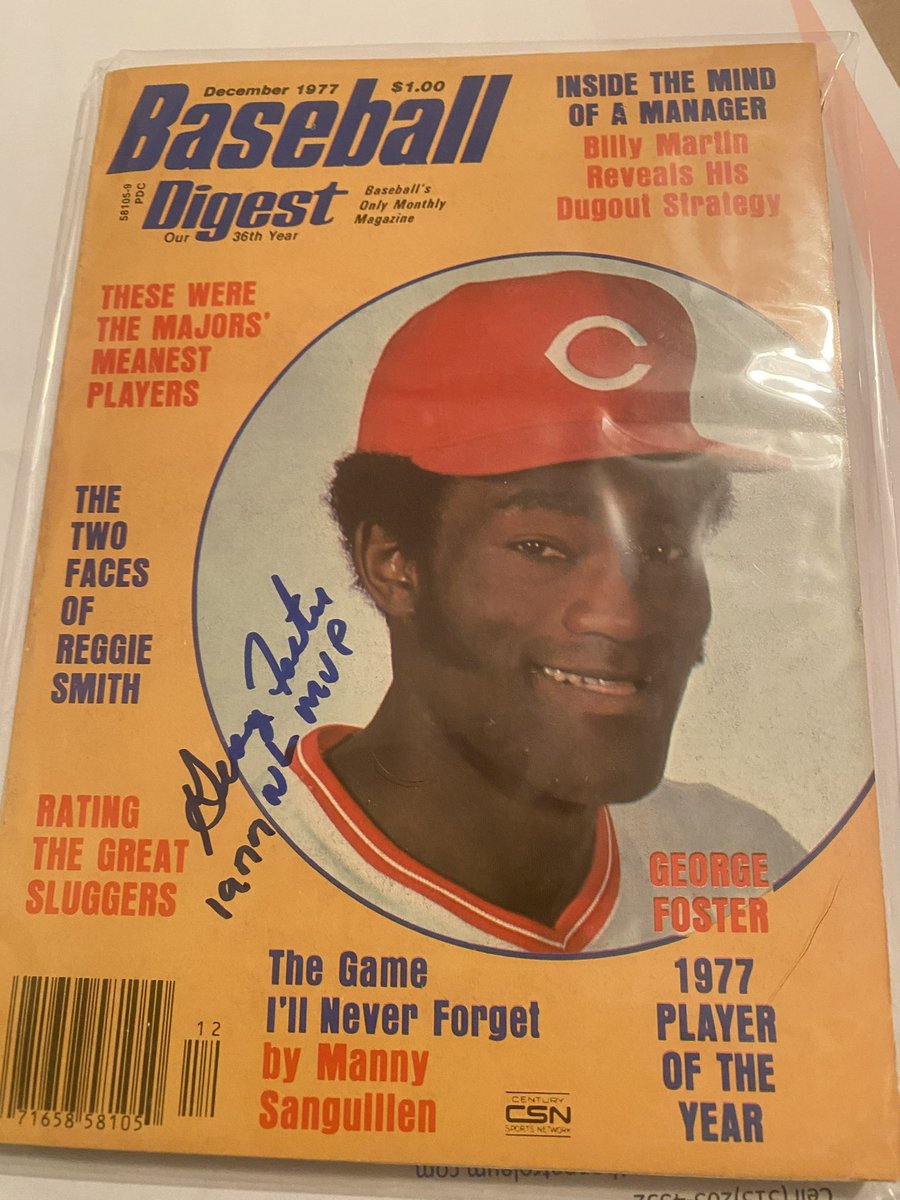 December 1977 $1.00
Baseball
Digest
Baseball's
Only Monthly
Magazine
58105-9
PDC
Our 36th Year
INSIDE THE MIND
OF A MANAGER
Billy Martin
Reveals His
Dugout Strategy
THESE WERE
THE MAJORS'
MEANEST
PLAYERS
C
THE
TWO
FACES
OF
REGGIE
SMITH
George Foster
1977 NL MVP
RATING
THE GREAT
SLUGGERS
GEORGE
FOSTER
1977
PLAYER
OF THE
YEAR
The Game
I'll Never Forget
by Manny
Sanguillen
CENTURY
CSN
SPORTS NETWORK
12
71658 58105